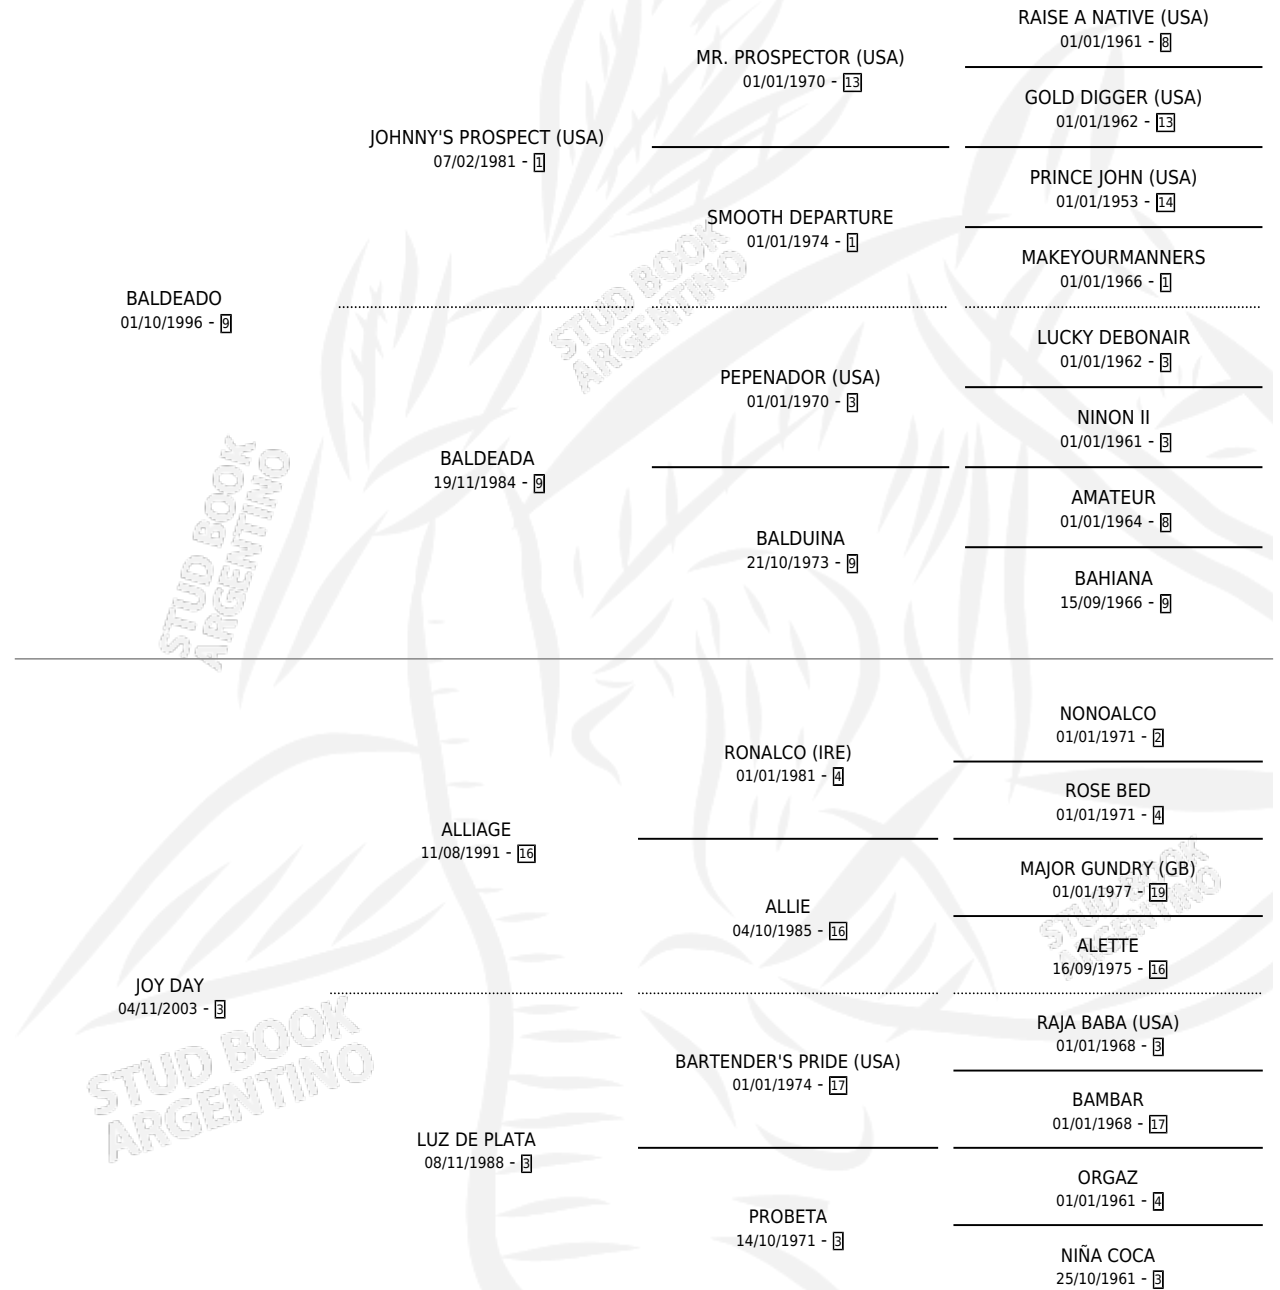 RAISE A NATIVE (USA)
01/01/1961 - 8
MR. PROSPECTOR (USA)
01/01/1970 - 13
GOLD DIGGER (USA)
01/01/1962 - 13
JOHNNY'S PROSPECT (USA)
07/02/1981 - 1
PRINCE JOHN (USA)
01/01/1953 - 14
SMOOTH DEPARTURE
01/01/1974 - 1
MAKEYOURMANNERS
01/01/1966 - 1
BALDEADO
01/10/1996 - 9
LUCKY DEBONAIR
01/01/1962 - 3
PEPENADOR (USA)
01/01/1970 - 3
NINON II
01/01/1961 - 3
BALDEADA
19/11/1984 - 9
AMATEUR
01/01/1964 - 8
BALDUINA
21/10/1973 - 9
BAHIANA
15/09/1966 - 9
STUD BOOK
ARGENTINO
STUD BOOK
ARGENTINO
NONOALCO
01/01/1971 - 2
RONALCO (IRE)
01/01/1981 - 4
ROSE BED
01/01/1971 - 4
ALLIAGE
11/08/1991 - 16
MAJOR GUNDRY (GB)
01/01/1977 - 19
ALLIE
04/10/1985 - 16
ALETTE
16/09/1975 - 16
STUD BOOK
ARGENTINO
JOY DAY
04/11/2003 - 3
RAJA BABA (USA)
01/01/1968 - 3
BARTENDER'S PRIDE (USA)
01/01/1974 - 17
BAMBAR
01/01/1968 - 17
LUZ DE PLATA
08/11/1988 - 3
ORGAZ
01/01/1961 - 4
PROBETA
14/10/1971 - 3
NIÑA COCA
25/10/1961 - 3
STUD BOOK
ARGENTINO